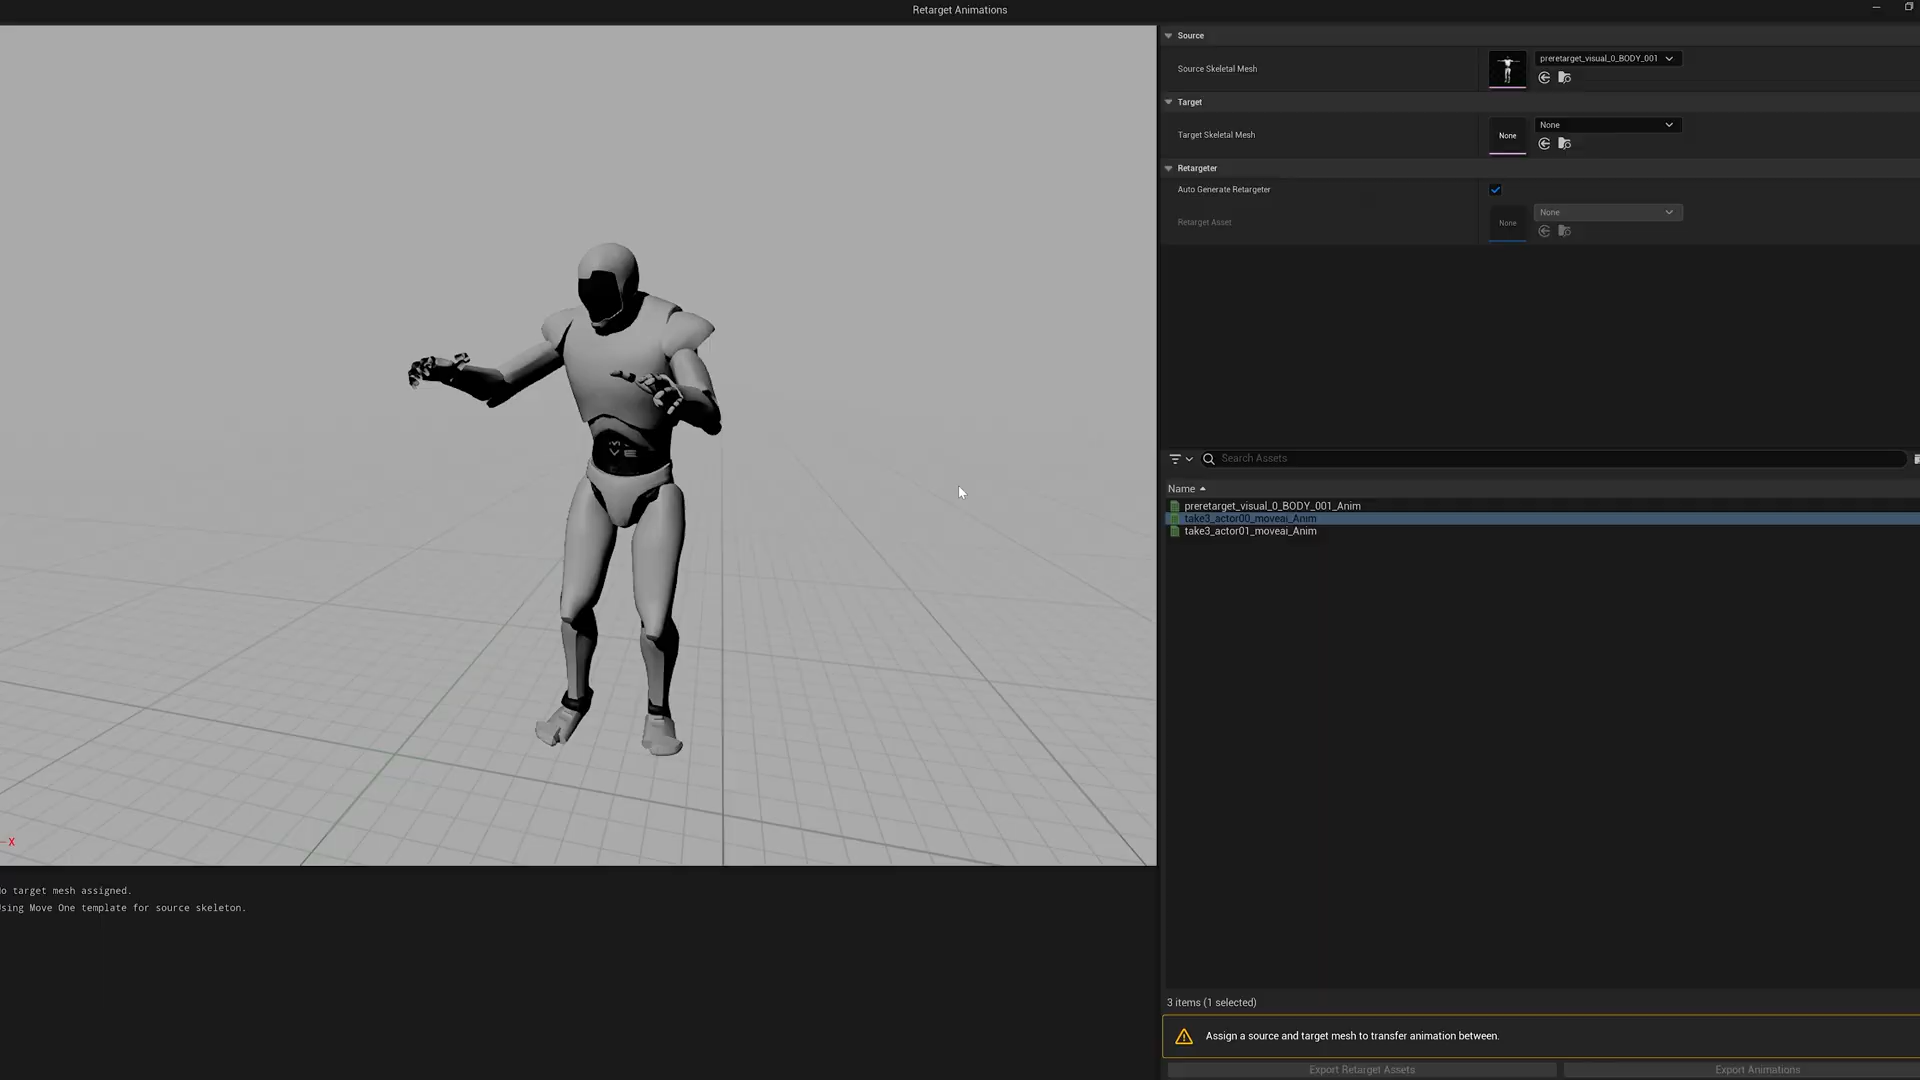 Retarget Animations
Source
Source Skeletal Mesh
preretarget_visual_0_BODY_001
Target
Target Skeletal Mesh
None
None
Retargeter
Auto Generate Retargeter
Retarget Asset
None
None
Search Assets
Name
preretarget_visual_0_BODY_001_Anim
take3_actor00_moveai_Anim
take3_actor01_moveai_Anim
X
o target mesh assigned.
sing Move One template for source skeleton.
3 items (1 selected)
Assign a source and target mesh to transfer animation between.
Export Retarget Assets
Export Animations